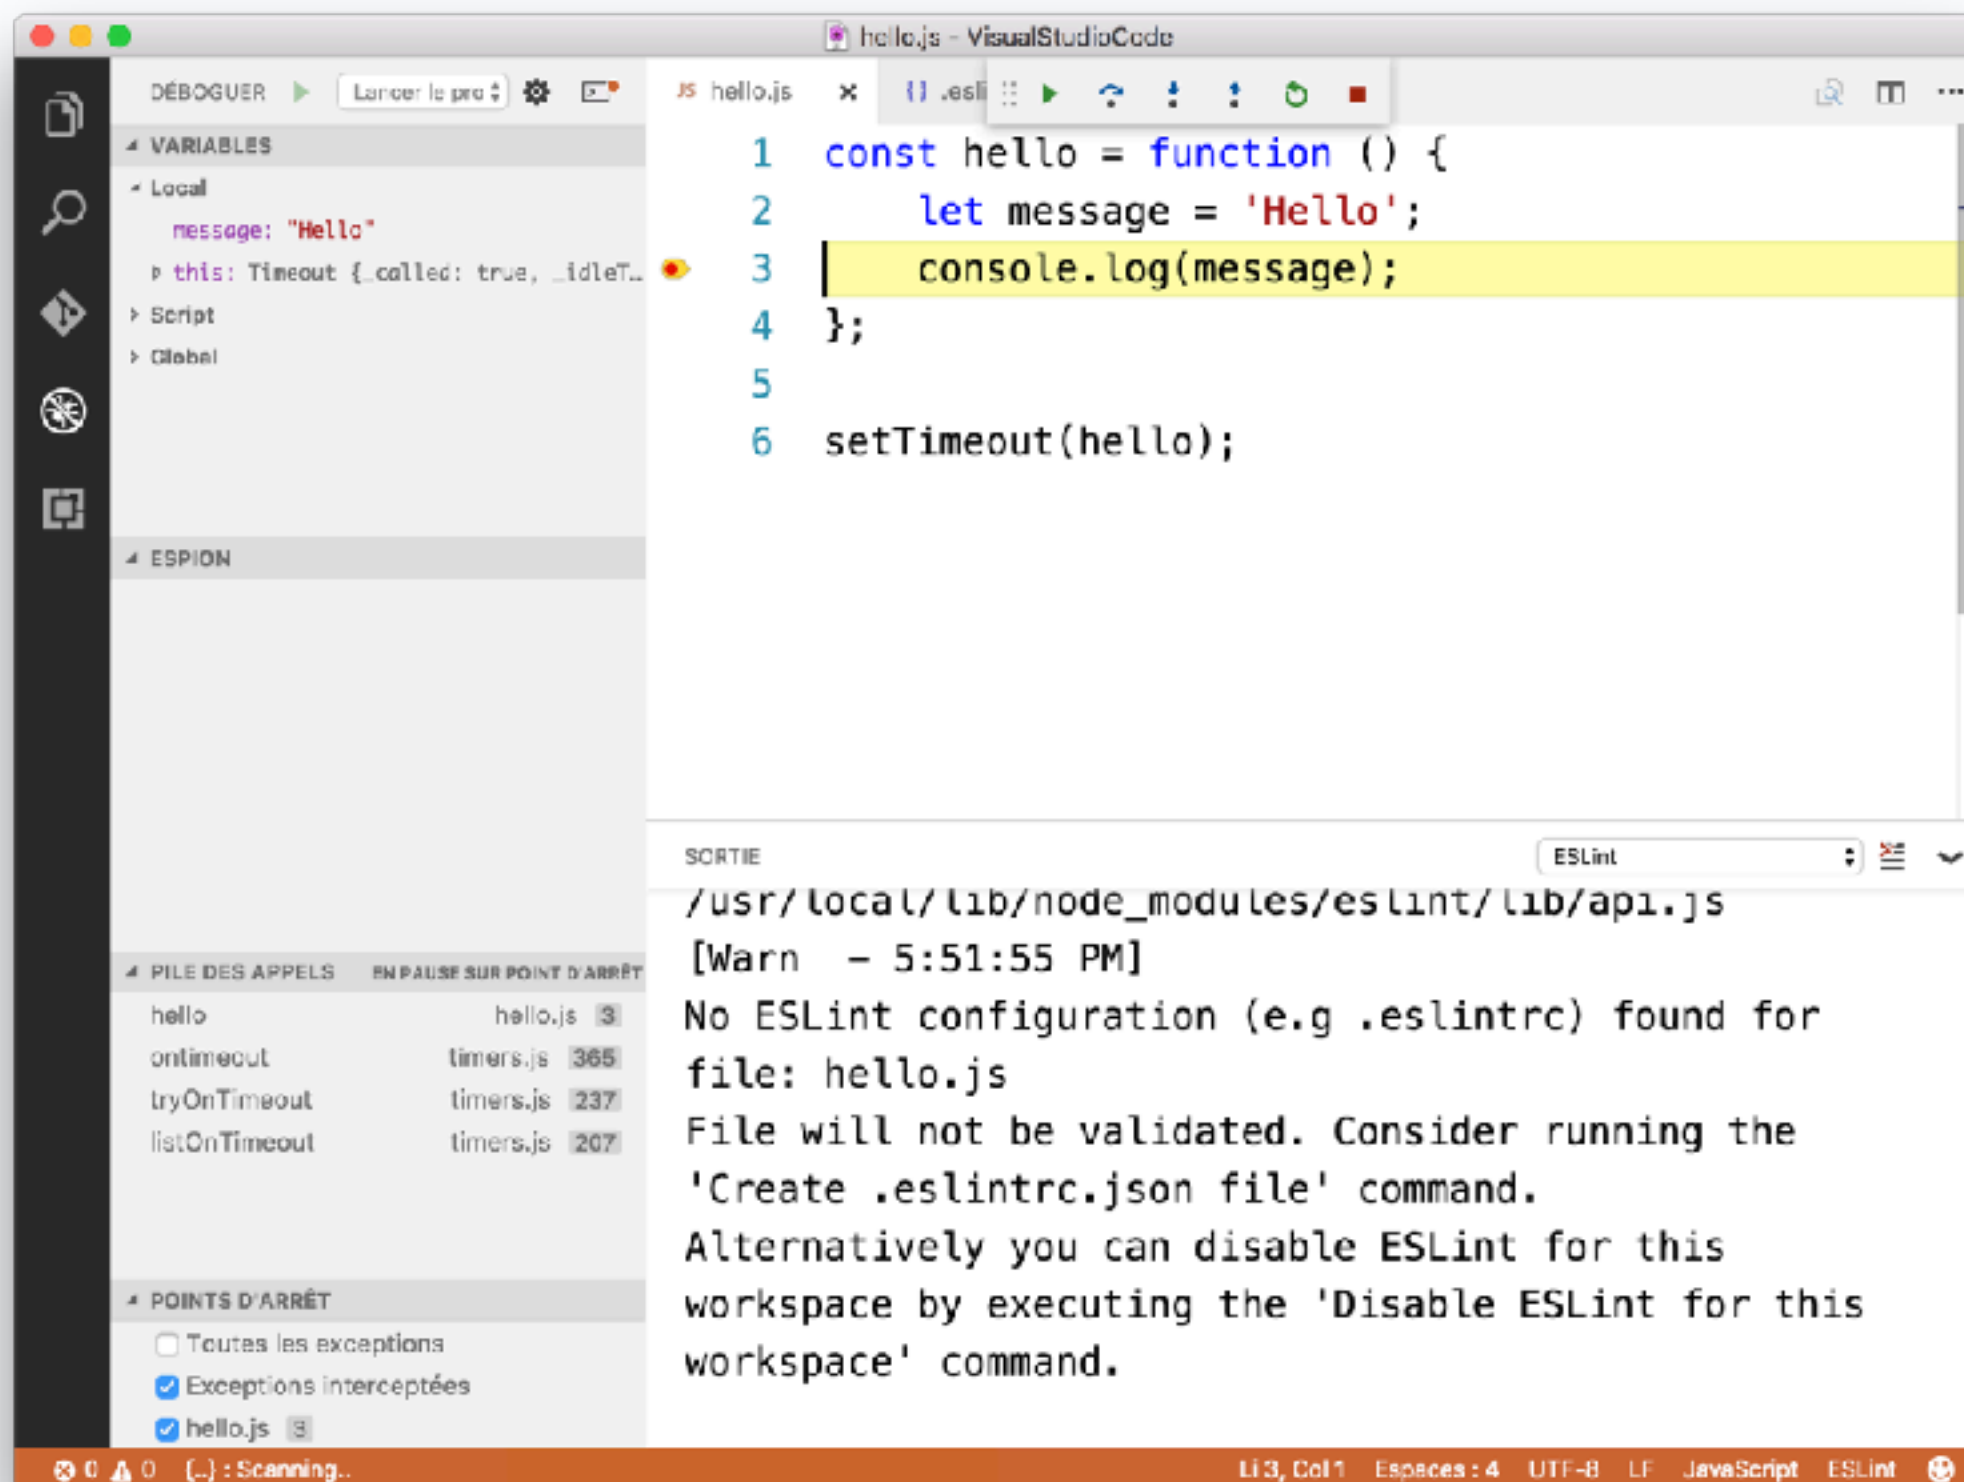 hello.js - VisualStudioCode
DÉBOGUER
Lancer le pro
JS hello.js
{} .esli
VARIABLES
Local
message: "Hello"
this: Timeout {_called: true, _idleT…
Script
Global
1 const hello = function () {
2 let message = 'Hello';
3 console.log(message);
4 };
5
6 setTimeout(hello);
ESPION
PILE DES APPELS EN PAUSE SUR POINT D'ARRÊT
hello hello.js 3
ontimeout timers.js 365
tryOnTimeout timers.js 237
listOnTimeout timers.js 207
POINTS D'ARRÊT
Toutes les exceptions
Exceptions interceptées
hello.js 3
SORTIE
ESLint
/usr/local/lib/node_modules/eslint/lib/api.js
[Warn  - 5:51:55 PM]
No ESLint configuration (e.g .eslintrc) found for
file: hello.js
File will not be validated. Consider running the
'Create .eslintrc.json file' command.
Alternatively you can disable ESLint for this
workspace by executing the 'Disable ESLint for this
workspace' command.
0 0 {..} : Scanning..
Li 3, Col 1 Espaces : 4 UTF-8 LF JavaScript ESLint